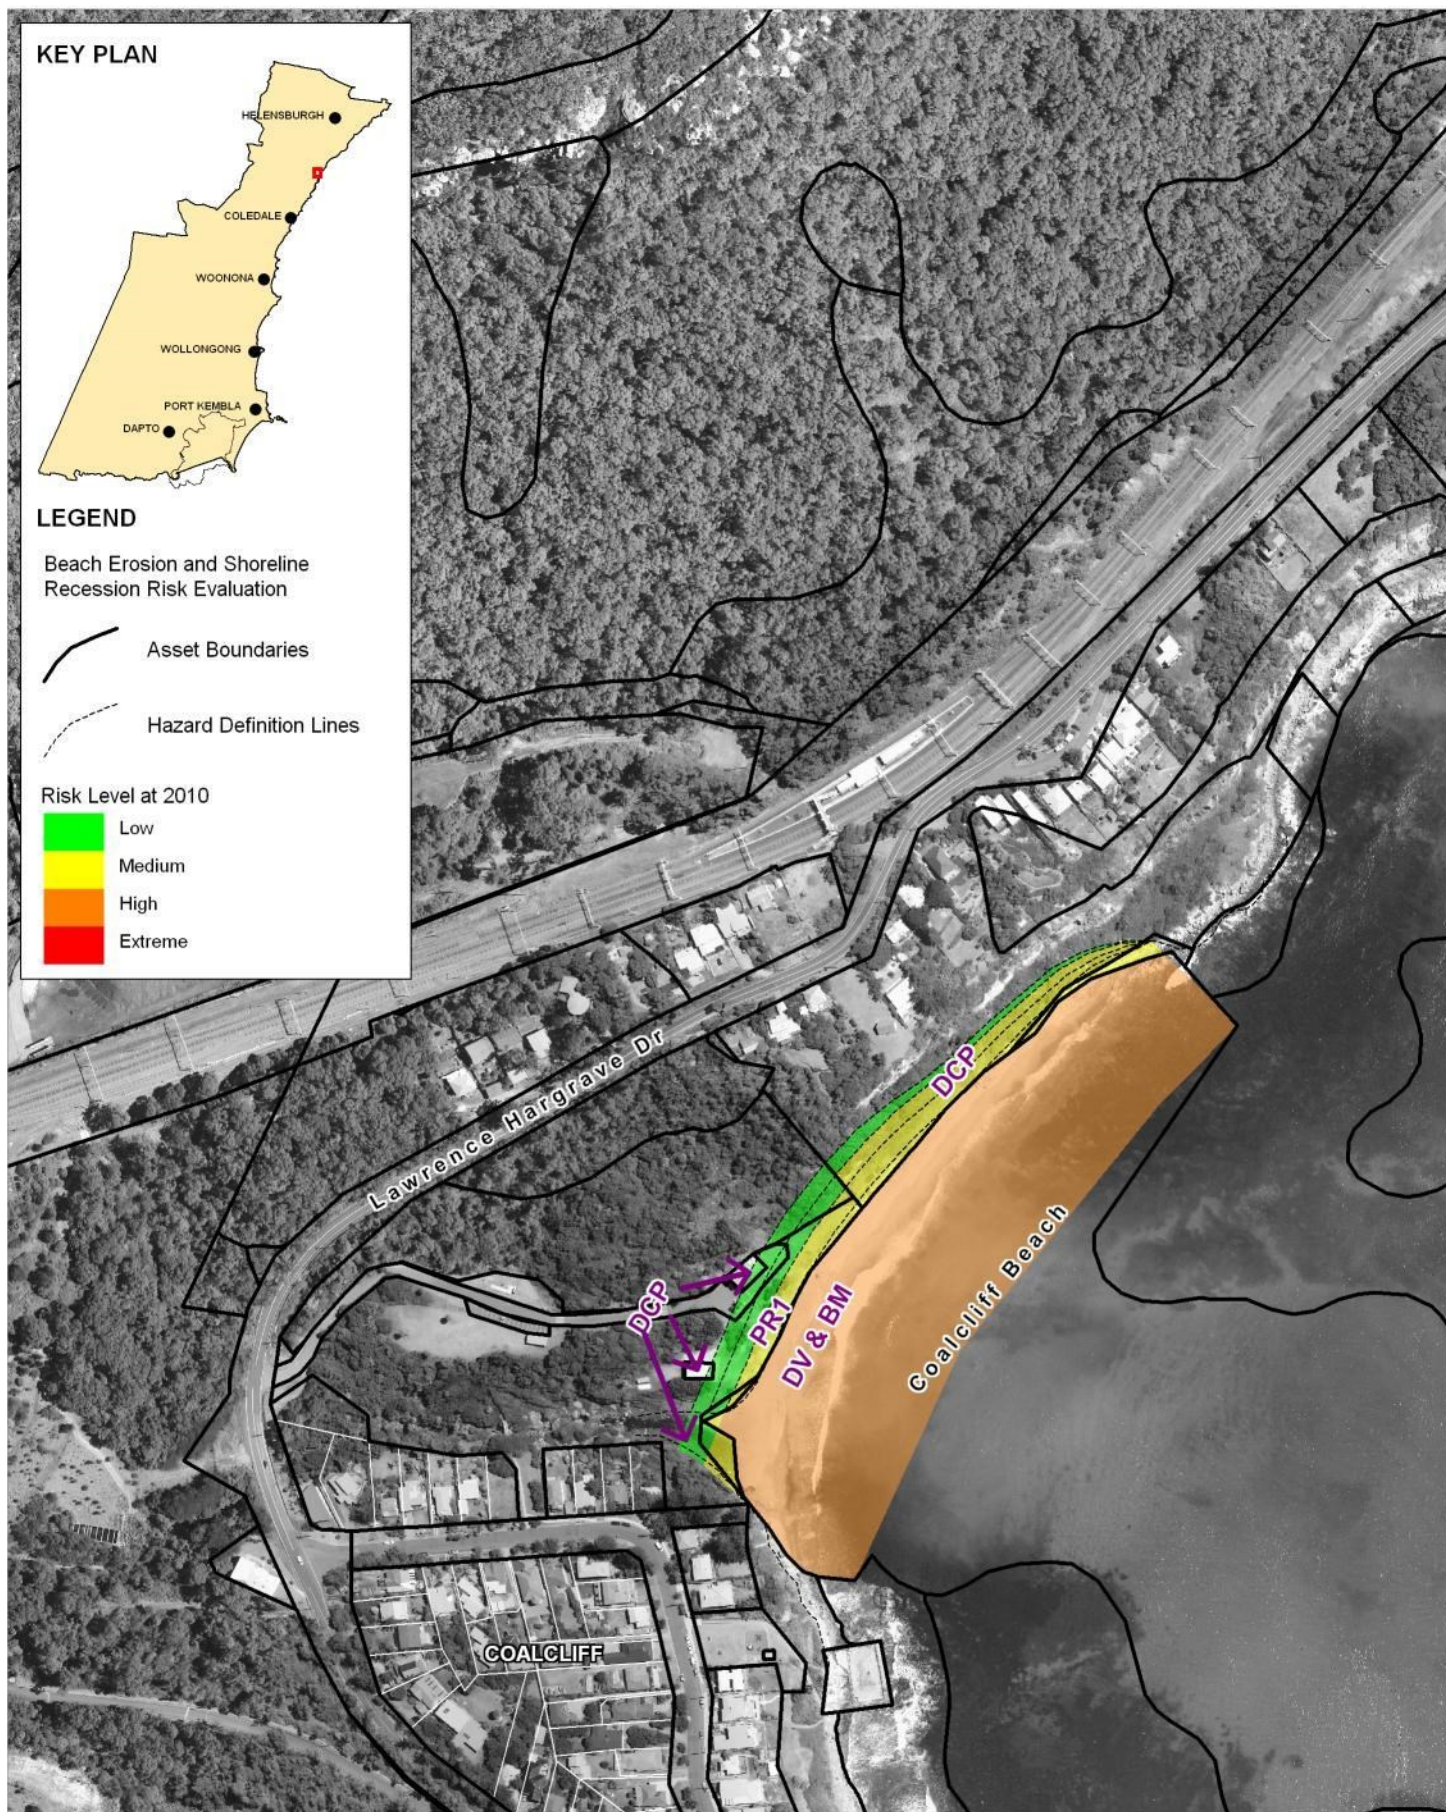 KEY PLAN
HELENSBURGH
COLEDALE
WOONONA
WOLLONGONG
PORT KEMBLA
DAPTO
LEGEND
Beach Erosion and Shoreline
Recession Risk Evaluation
Asset Boundaries
Hazard Definition Lines
Risk Level at 2010
Low
Medium
High
Extreme
Lawrence Hargrave Dr
DCP
DCP
PR1
DV & BM
Coalcliff Beach
COALCLIFF